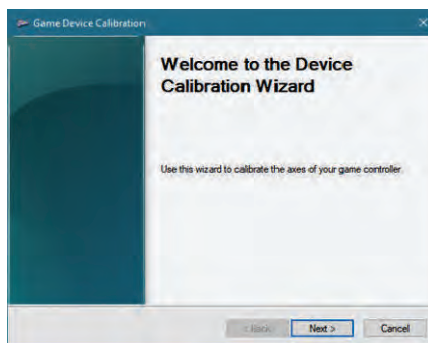 Game Device Calibration
Welcome to the Device
Calibration Wizard
Use this wizard to calibrate the axes of your game controller.
< Back Next > Cancel